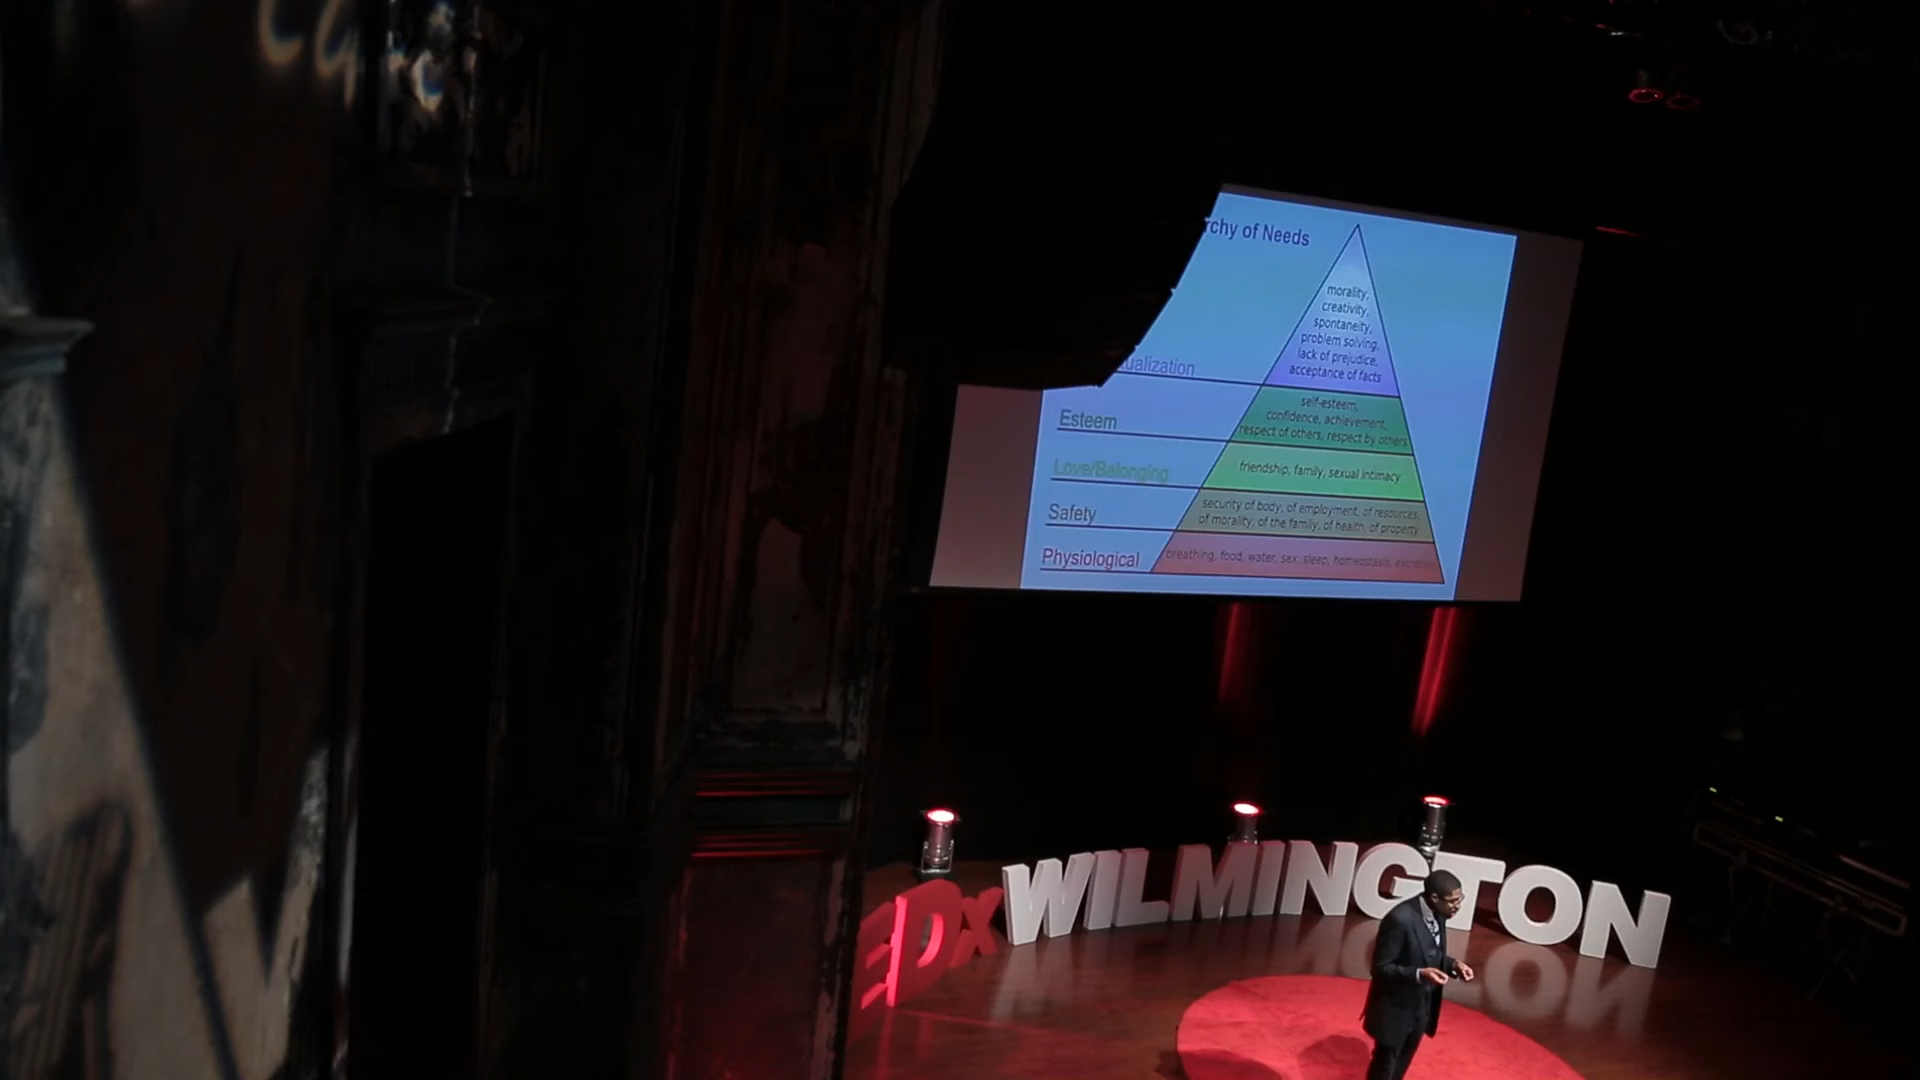 rchy of Needs
morality,
creativity,
spontaneity,
problem solving,
lack of prejudice,
acceptance of facts
ualization
self-esteem,
confidence, achievement,
respect of others, respect by others
Esteem
friendship, family, sexual intimacy
Love/Belonging
security of body, of employment, of resources,
of morality, of the family, of health, of property
Safety
breathing, food, water, sex, sleep, homeostasis, excretion
Physiological
EDx WILMINGTON